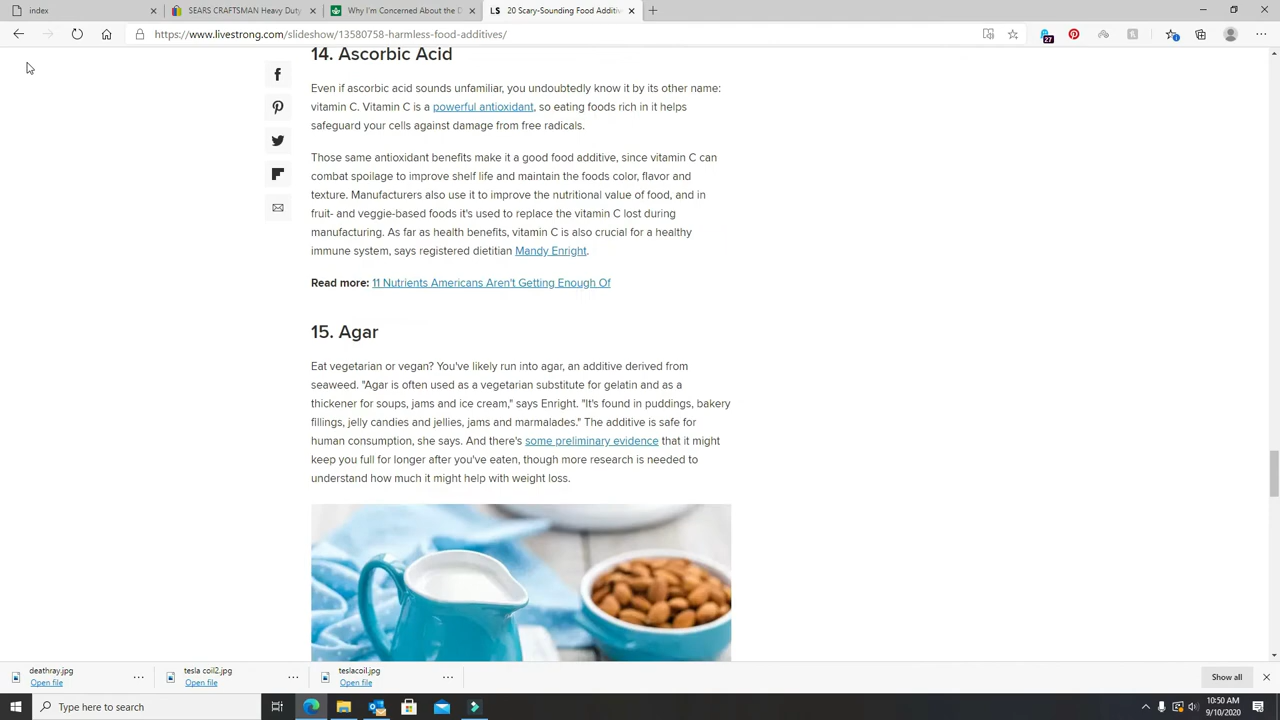 index
SEARS CRAFTSMAN Heavy Duty
Why I'm Concerned About the D
LS 20 Scary-Sounding Food Additiv
https://www.livestrong.com/slideshow/13580758-harmless-food-additives/
27
14. Ascorbic Acid
Even if ascorbic acid sounds unfamiliar, you undoubtedly know it by its other name:
vitamin C. Vitamin C is a powerful antioxidant, so eating foods rich in it helps
safeguard your cells against damage from free radicals.
Those same antioxidant benefits make it a good food additive, since vitamin C can
combat spoilage to improve shelf life and maintain the foods color, flavor and
texture. Manufacturers also use it to improve the nutritional value of food, and in
fruit- and veggie-based foods it's used to replace the vitamin C lost during
manufacturing. As far as health benefits, vitamin C is also crucial for a healthy
immune system, says registered dietitian Mandy Enright.
Read more: 11 Nutrients Americans Aren't Getting Enough Of
15. Agar
Eat vegetarian or vegan? You've likely run into agar, an additive derived from
seaweed. "Agar is often used as a vegetarian substitute for gelatin and as a
thickener for soups, jams and ice cream," says Enright. "It's found in puddings, bakery
fillings, jelly candies and jellies, jams and marmalades." The additive is safe for
human consumption, she says. And there's some preliminary evidence that it might
keep you full for longer after you've eaten, though more research is needed to
understand how much it might help with weight loss.
deathray.jpg
Open file
tesla coil2.jpg
Open file
teslacoil.jpg
Open file
Show all
Type here to search
10:50 AM
9/10/2020